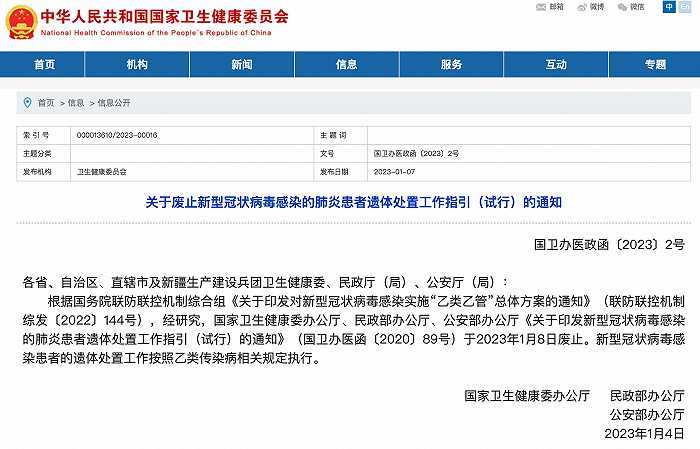 中华人民共和国国家卫生健康委员会
National Health Commission of the People's Republic of China
邮箱 微博 微信 中 En
首页 机构 新闻 信息 服务 互动 专题
首页 > 信息 > 信息公开
索 引 号 000013610/2023-00016 主 题 词
主题分类 文号 国卫办医政函〔2023〕2号
发布机构 卫生健康委员会 发布日期 2023-01-07
关于废止新型冠状病毒感染的肺炎患者遗体处置工作指引（试行）的通知
国卫办医政函〔2023〕2号
各省、自治区、直辖市及新疆生产建设兵团卫生健康委、民政厅（局）、公安厅（局）：
根据国务院联防联控机制综合组《关于印发对新型冠状病毒感染实施“乙类乙管”总体方案的通知》（联防联控机制
综发〔2022〕144号），经研究，国家卫生健康委办公厅、民政部办公厅、公安部办公厅《关于印发新型冠状病毒感染
的肺炎患者遗体处置工作指引（试行）的通知》（国卫办医函〔2020〕89号）于2023年1月8日废止。新型冠状病毒感
染患者的遗体处置工作按照乙类传染病相关规定执行。
国家卫生健康委办公厅 民政部办公厅
公安部办公厅
2023年1月4日